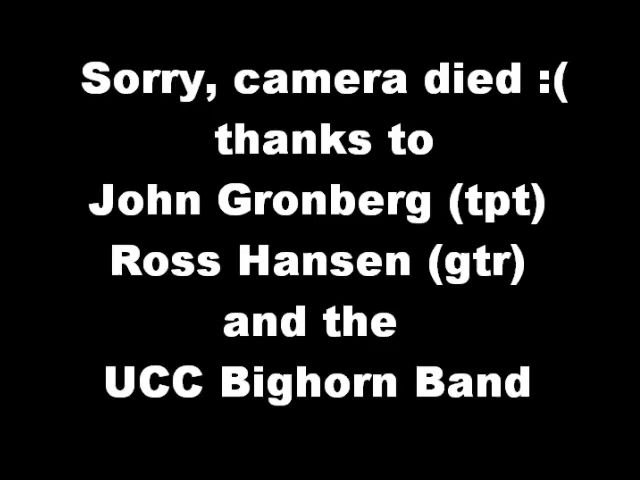 Sorry, camera died :(
thanks to
John Gronberg (tpt)
Ross Hansen (gtr)
and the
UCC Bighorn Band